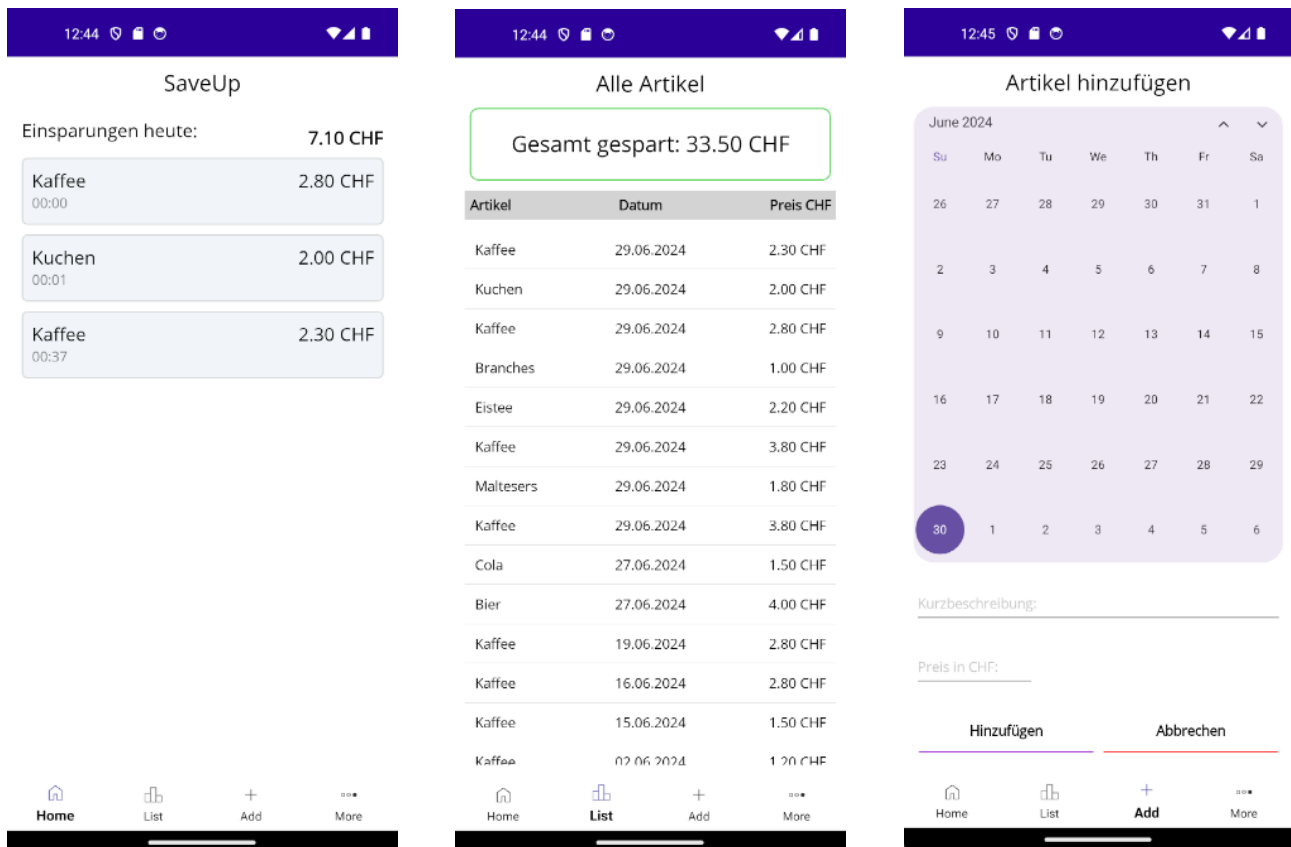 12:44
SaveUp
Einsparungen heute: 7.10 CHF
Kaffee 2.80 CHF
00:00
Kuchen 2.00 CHF
00:01
Kaffee 2.30 CHF
00:37
Home List Add More
12:44
Alle Artikel
Gesamt gespart: 33.50 CHF
Artikel Datum Preis CHF
Kaffee 29.06.2024 2.30 CHF
Kuchen 29.06.2024 2.00 CHF
Kaffee 29.06.2024 2.80 CHF
Branches 29.06.2024 1.00 CHF
Eistee 29.06.2024 2.20 CHF
Kaffee 29.06.2024 3.80 CHF
Maltesers 29.06.2024 1.80 CHF
Kaffee 29.06.2024 3.80 CHF
Cola 27.06.2024 1.50 CHF
Bier 27.06.2024 4.00 CHF
Kaffee 19.06.2024 2.80 CHF
Kaffee 16.06.2024 2.80 CHF
Kaffee 15.06.2024 1.50 CHF
Kaffee 02.06.2024 1.20 CHF
Home List Add More
12:45
Artikel hinzufügen
June 2024
Su Mo Tu We Th Fr Sa
26 27 28 29 30 31 1
2 3 4 5 6 7 8
9 10 11 12 13 14 15
16 17 18 19 20 21 22
23 24 25 26 27 28 29
30 1 2 3 4 5 6
Kurzbeschreibung:
Preis in CHF:
Hinzufügen Abbrechen
Home List Add More